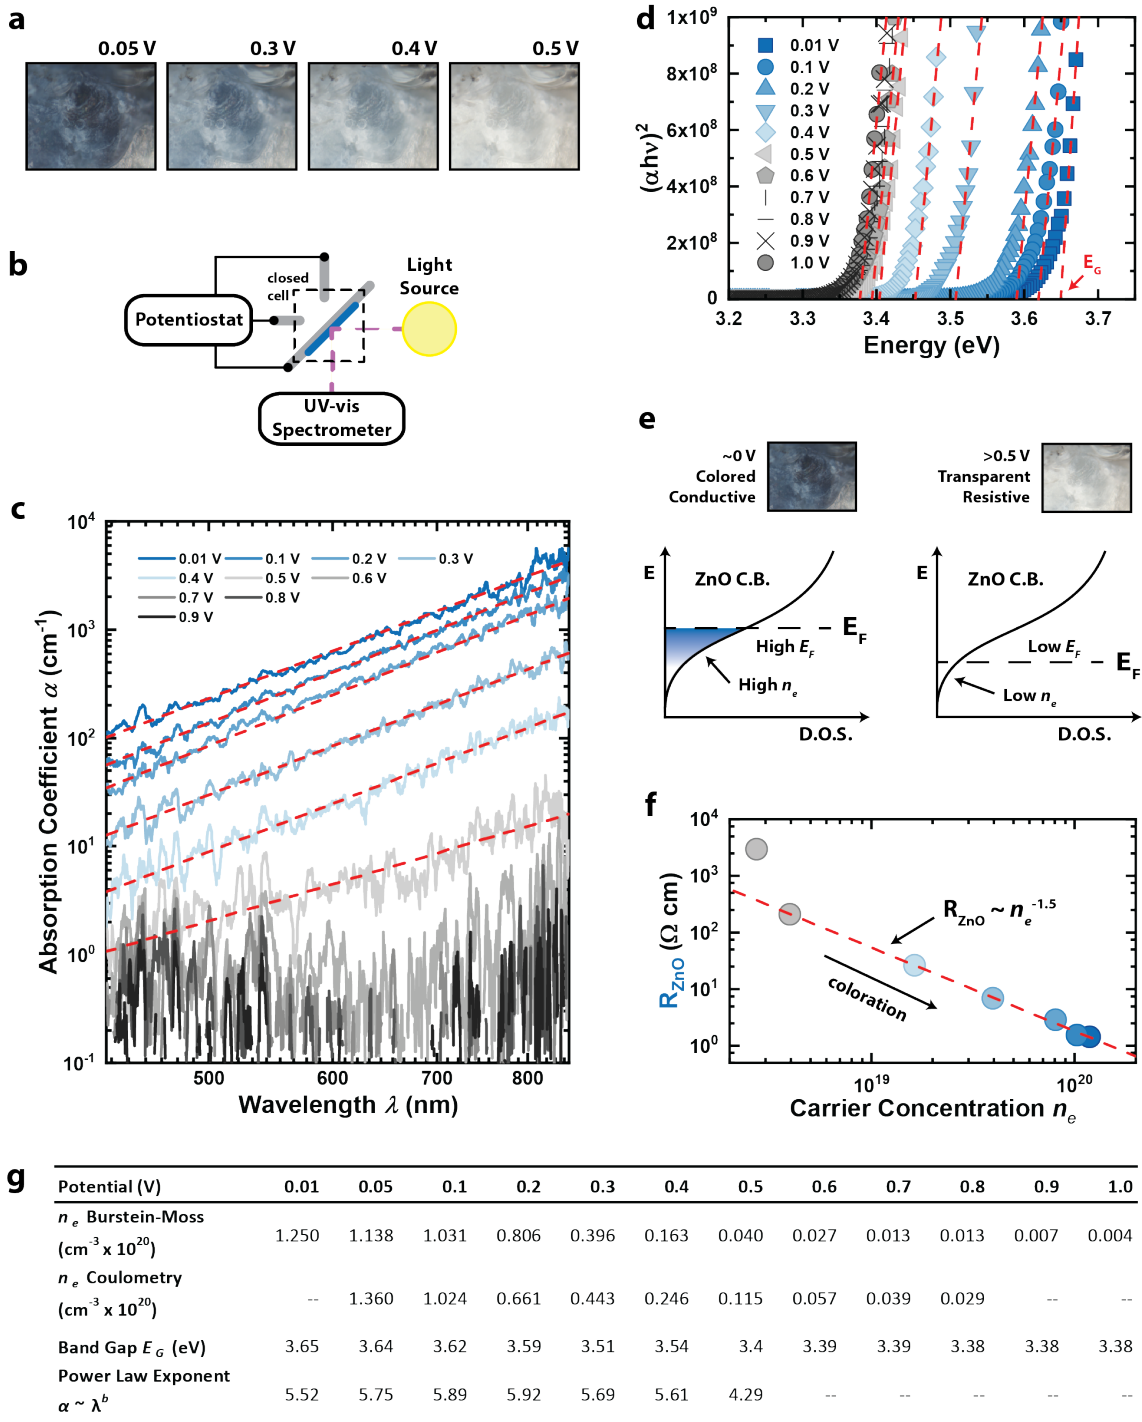 a
0.05 V 0.3 V 0.4 V 0.5 V
b
closed
cell
Light
Source
Potentiostat
UV-vis
Spectrometer
c
10⁴
10³
10²
10¹
10⁰
10⁻¹
Absorption Coefficient α (cm⁻¹)
0.01 V 0.1 V 0.2 V 0.3 V
0.4 V 0.5 V 0.6 V
0.7 V 0.8 V
0.9 V
500 600 700 800
Wavelength λ (nm)
d
1x10⁹
8x10⁸
6x10⁸
4x10⁸
2x10⁸
0
(αhν)²
0.01 V
0.1 V
0.2 V
0.3 V
0.4 V
0.5 V
0.6 V
0.7 V
0.8 V
0.9 V
1.0 V
E_G
3.2 3.3 3.4 3.5 3.6 3.7
Energy (eV)
e
~0 V
Colored
Conductive
>0.5 V
Transparent
Resistive
E
ZnO C.B.
E_F
High E_F
High n_e
D.O.S.
E
ZnO C.B.
Low E_F
E_F
Low n_e
D.O.S.
f
10⁴
10³
10²
10¹
10⁰
R_ZnO (Ω cm)
R_ZnO ~ n_e^-1.5
coloration
10¹⁹ 10²⁰
Carrier Concentration n_e
g
Potential (V) 0.01 0.05 0.1 0.2 0.3 0.4 0.5 0.6 0.7 0.8 0.9 1.0
n_e Burstein-Moss
(cm⁻³ x 10²⁰) 1.250 1.138 1.031 0.806 0.396 0.163 0.040 0.027 0.013 0.013 0.007 0.004
n_e Coulometry
(cm⁻³ x 10²⁰) -- 1.360 1.024 0.661 0.443 0.246 0.115 0.057 0.039 0.029 -- --
Band Gap E_G (eV) 3.65 3.64 3.62 3.59 3.51 3.54 3.4 3.39 3.39 3.38 3.38 3.38
Power Law Exponent
α ~ λᵇ 5.52 5.75 5.89 5.92 5.69 5.61 4.29 -- -- -- -- --